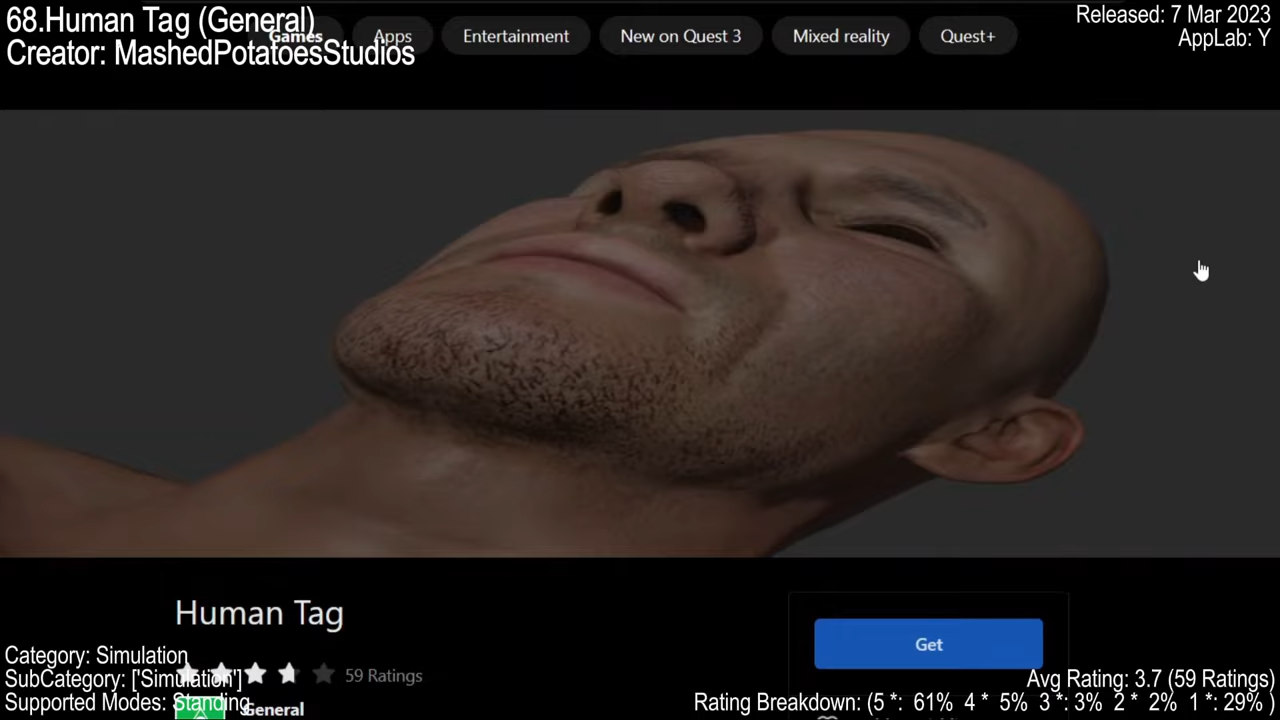 68.Human Tag (General)
Creator: MashedPotatoesStudios
Released: 7 Mar 2023
AppLab: Y
Games
Apps
Entertainment
New on Quest 3
Mixed reality
Quest+
Human Tag
59 Ratings
General
Get
Category: Simulation
SubCategory: ['Simulation']
Supported Modes: Standing
Avg Rating: 3.7 (59 Ratings)
Rating Breakdown: (5 *: 61% 4 * 5% 3 *: 3% 2 * 2% 1 *: 29% )